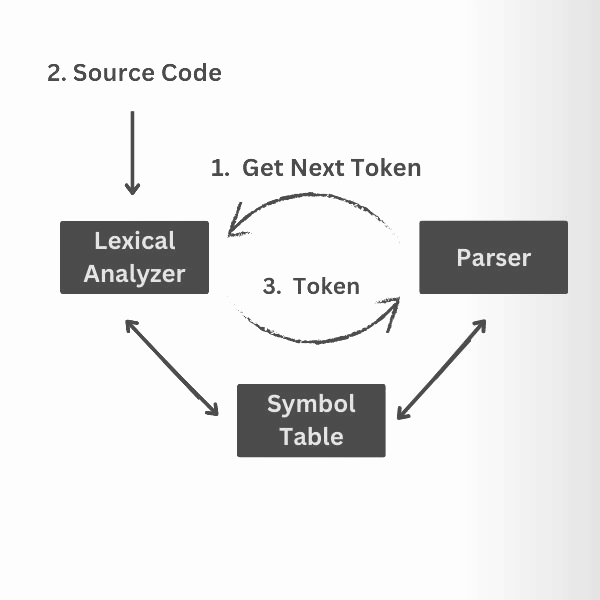 2. Source Code
1. Get Next Token
Lexical
Analyzer
Parser
3. Token
Symbol
Table